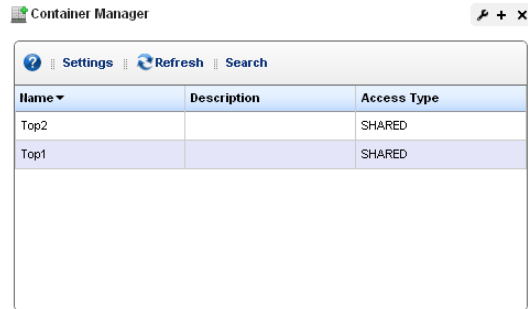 Container Manager
Settings Refresh Search
Name Description Access Type
Top2 SHARED
Top1 SHARED